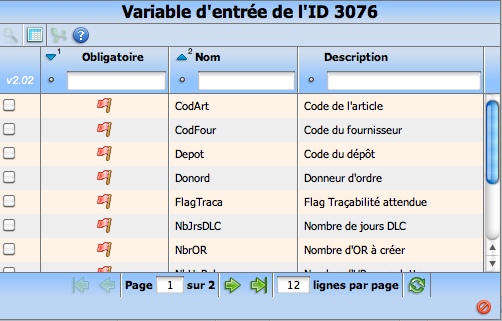 Variable d'entrée de l'ID 3076
1 Obligatoire 2 Nom Description
v2.02
CodArt Code de l'article
CodFour Code du fournisseur
Depot Code du dépôt
Donord Donneur d'ordre
FlagTraca Flag Traçabilité attendue
NbJrsDLC Nombre de jours DLC
NbrOR Nombre d'OR à créer
Page 1 sur 2 12 lignes par page